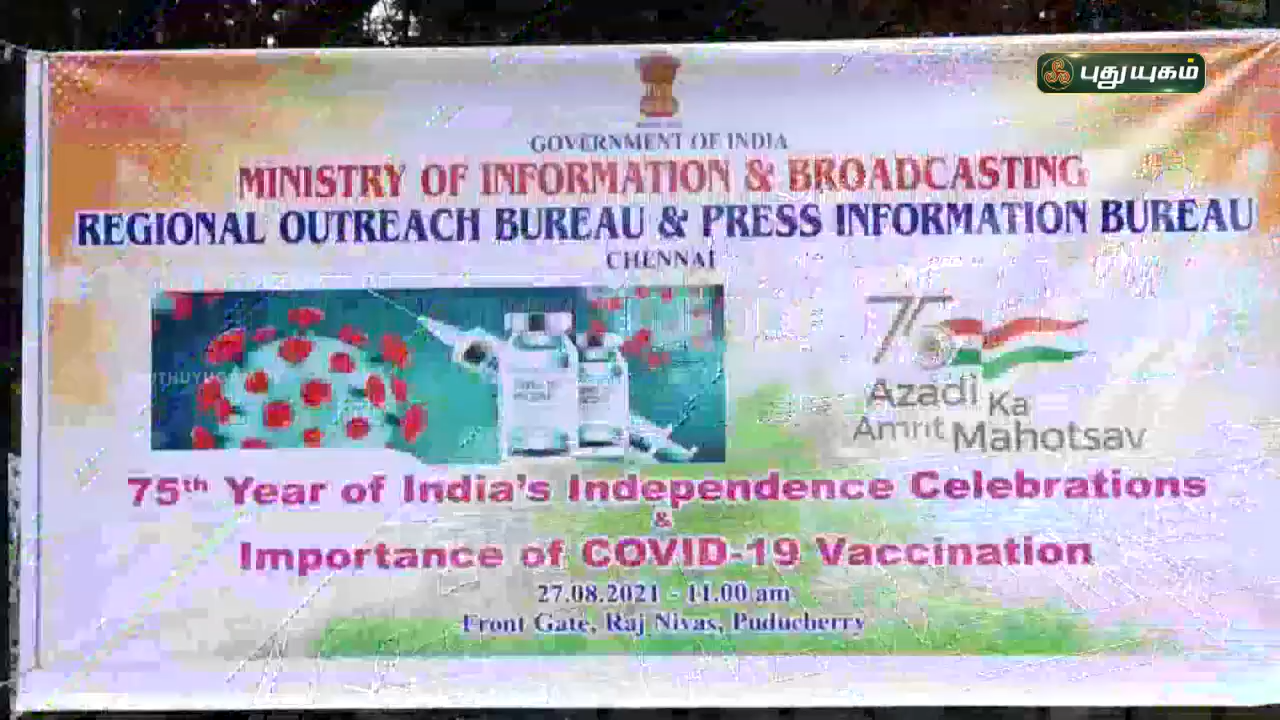 புதுயுகம்
GOVERNMENT OF INDIA
MINISTRY OF INFORMATION & BROADCASTING
REGIONAL OUTREACH BUREAU & PRESS INFORMATION BUREAU
CHENNAI
75
Azadi Ka
Amrit Mahotsav
75th Year of India's Independence Celebrations
&
Importance of COVID-19 Vaccination
27.08.2021 - 11.00 am
Front Gate, Raj Nivas, Puducherry